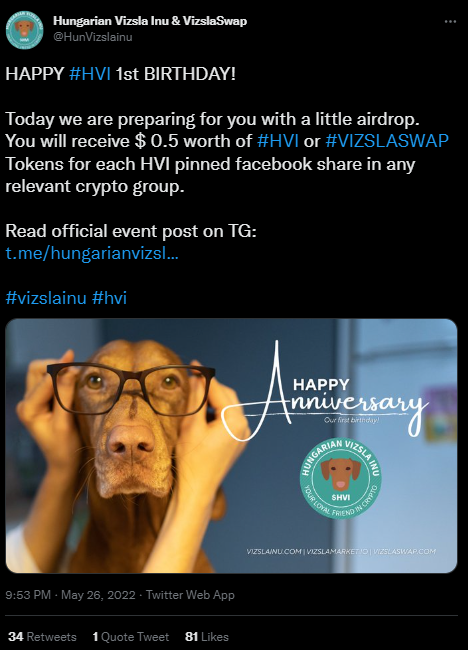 Hungarian Vizsla Inu & VizslaSwap
@HunVizslainu
HAPPY #HVI 1st BIRTHDAY!
Today we are preparing for you with a little airdrop.
You will receive $ 0.5 worth of #HVI or #VIZSLASWAP
Tokens for each HVI pinned facebook share in any
relevant crypto group.
Read official event post on TG:
t.me/hungarianvizsl...
#vizslainu #hvi
HAPPY
Anniversary
Our first birthday!
HUNGARIAN VIZSLA INU
SHVI
YOUR LOYAL FRIEND IN CRYPTO
VIZSLAINU.COM | VIZSLAMARKET.IO | VIZSLASWAP.COM
9:53 PM · May 26, 2022 · Twitter Web App
34 Retweets 1 Quote Tweet 81 Likes